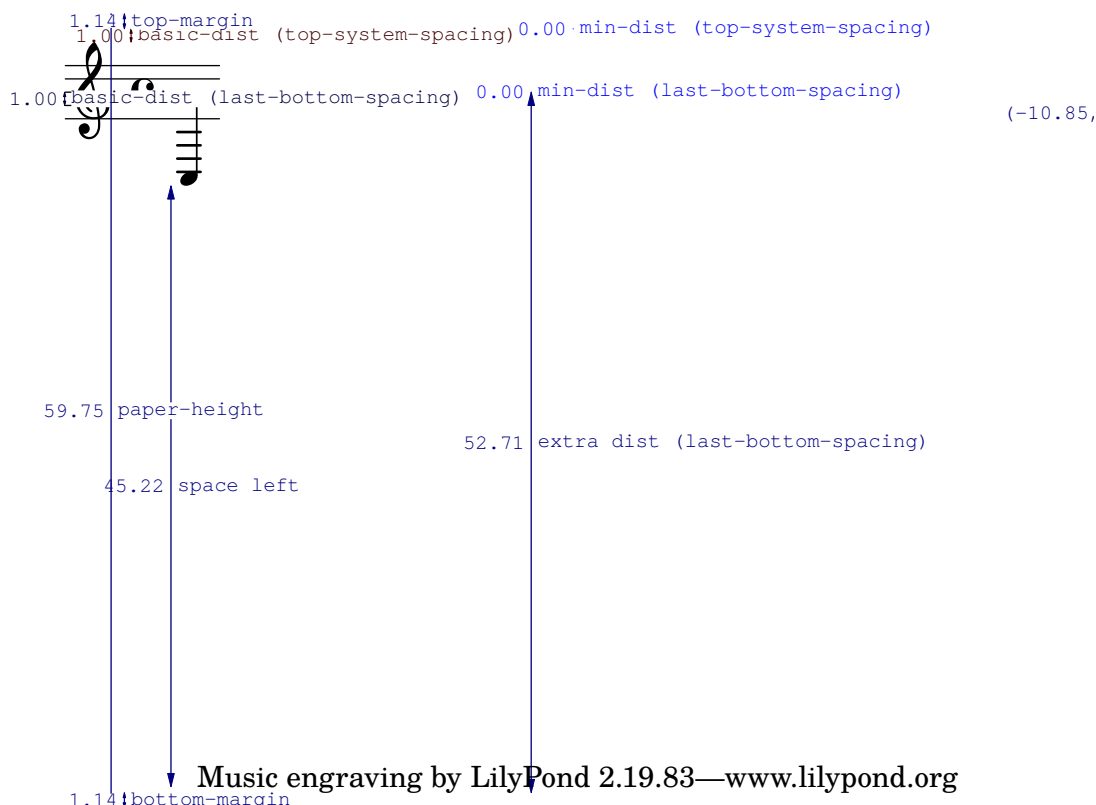 1.14 top-margin
1.00 basic-dist (top-system-spacing) 0.00 min-dist (top-system-spacing)
1.00 basic-dist (last-bottom-spacing) 0.00 min-dist (last-bottom-spacing)
(-10.85,
59.75 paper-height
52.71 extra dist (last-bottom-spacing)
45.22 space left
Music engraving by LilyPond 2.19.83—www.lilypond.org
1.14 bottom-margin